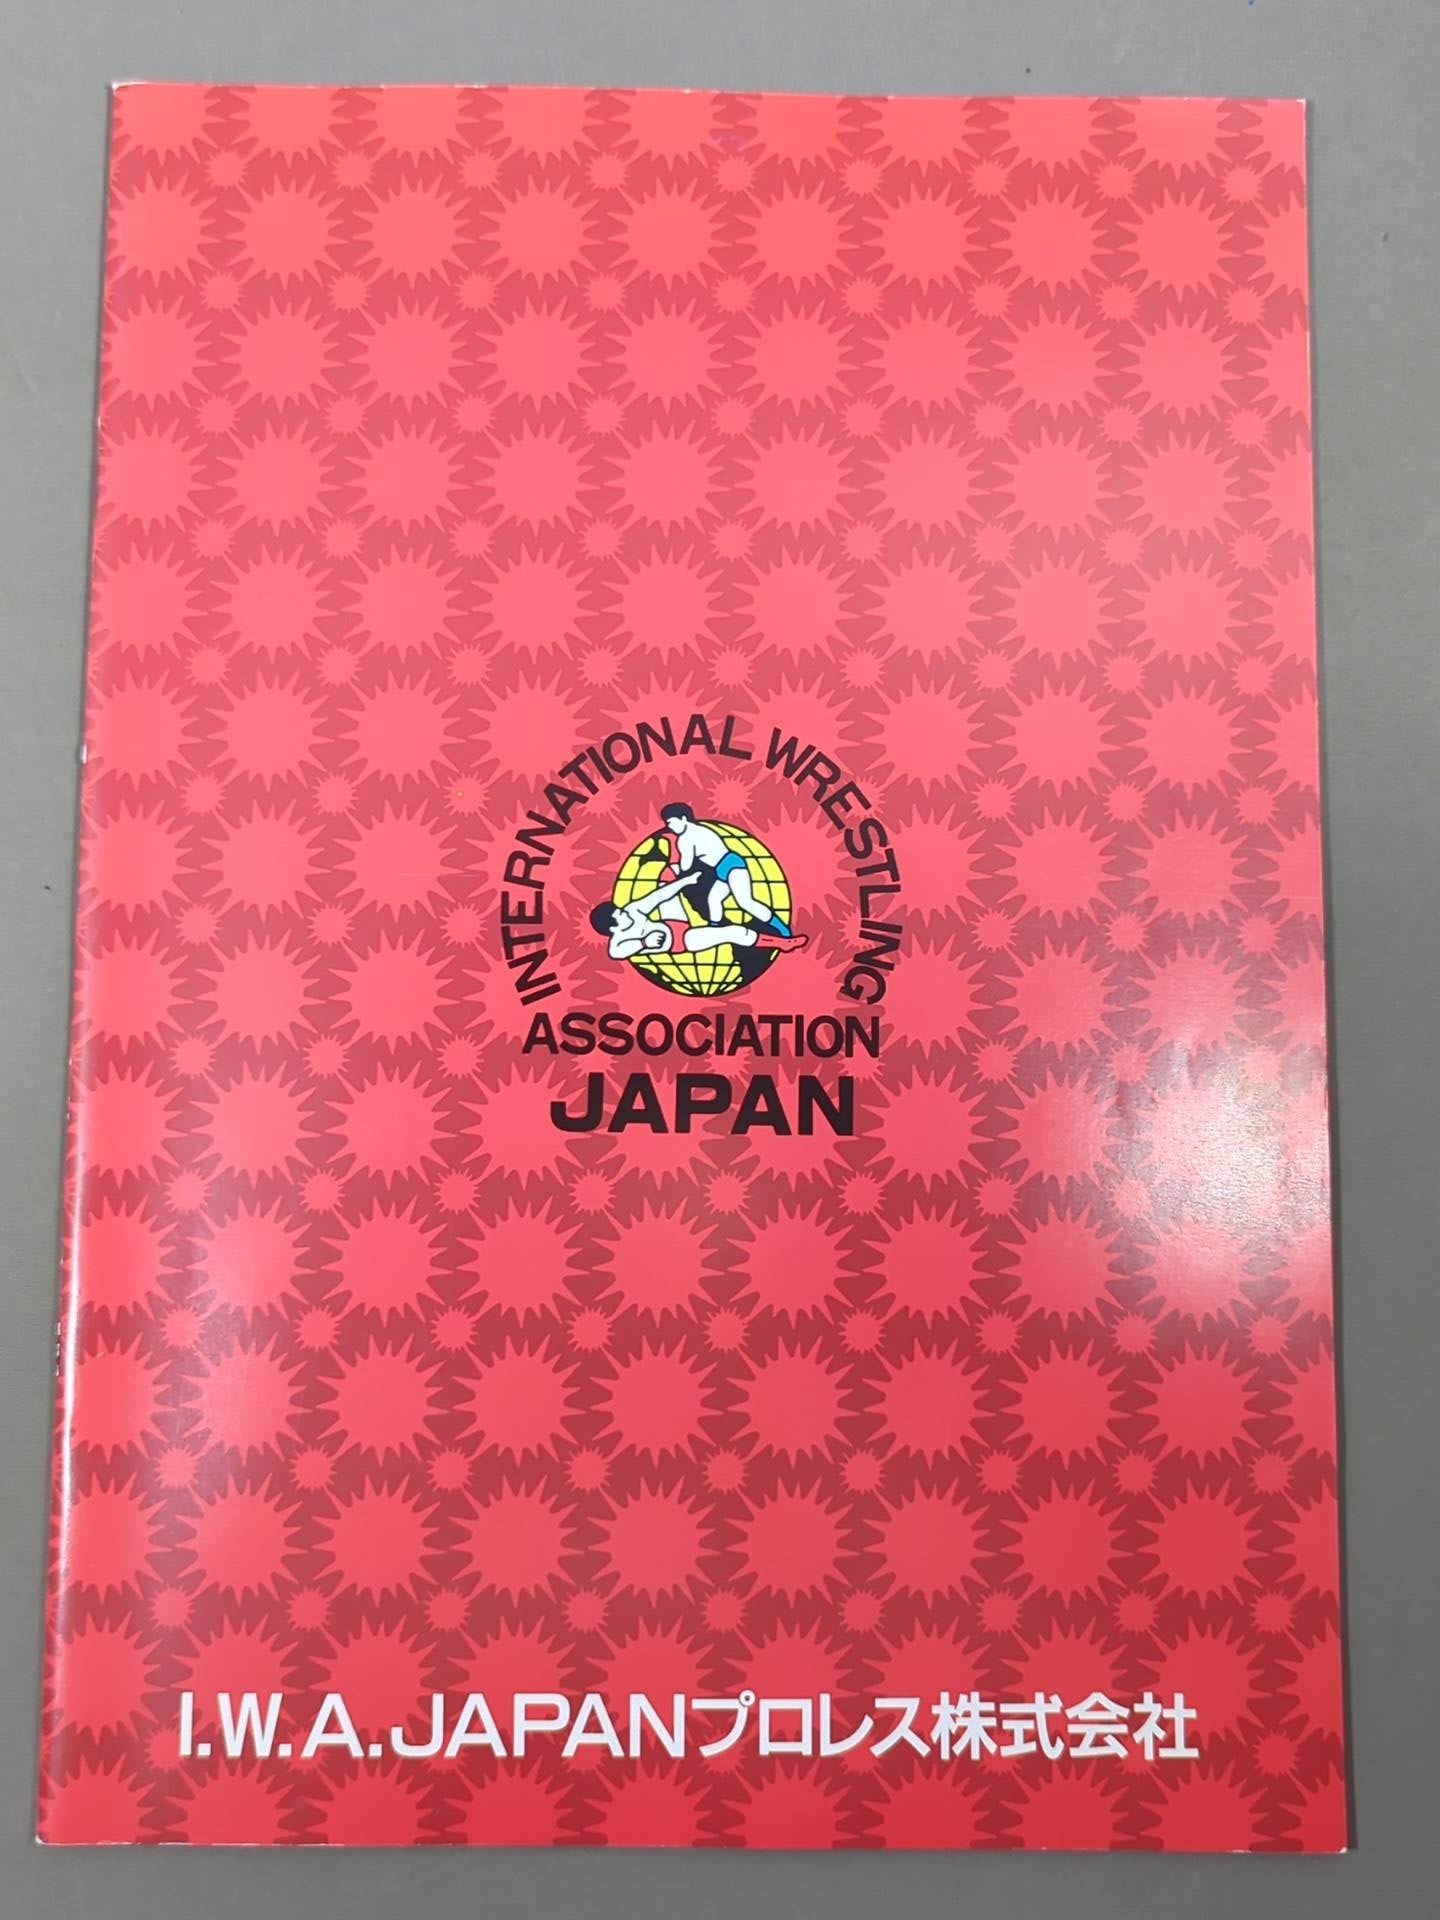 INTERNATIONAL WRESTLING
ASSOCIATION
JAPAN
I.W.A.JAPANプロレス株式会社